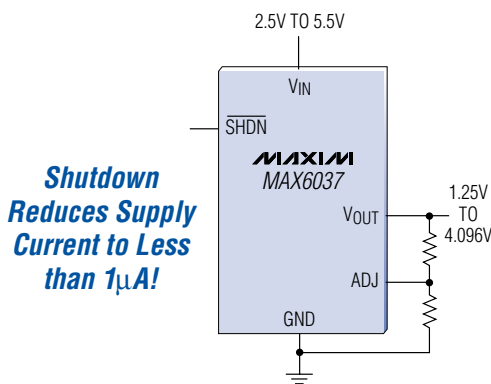 2.5V TO 5.5V
VIN
SHDN
MAXIM
MAX6037
Shutdown
Reduces Supply
Current to Less
than 1µA!
VOUT
1.25V
TO
4.096V
ADJ
GND